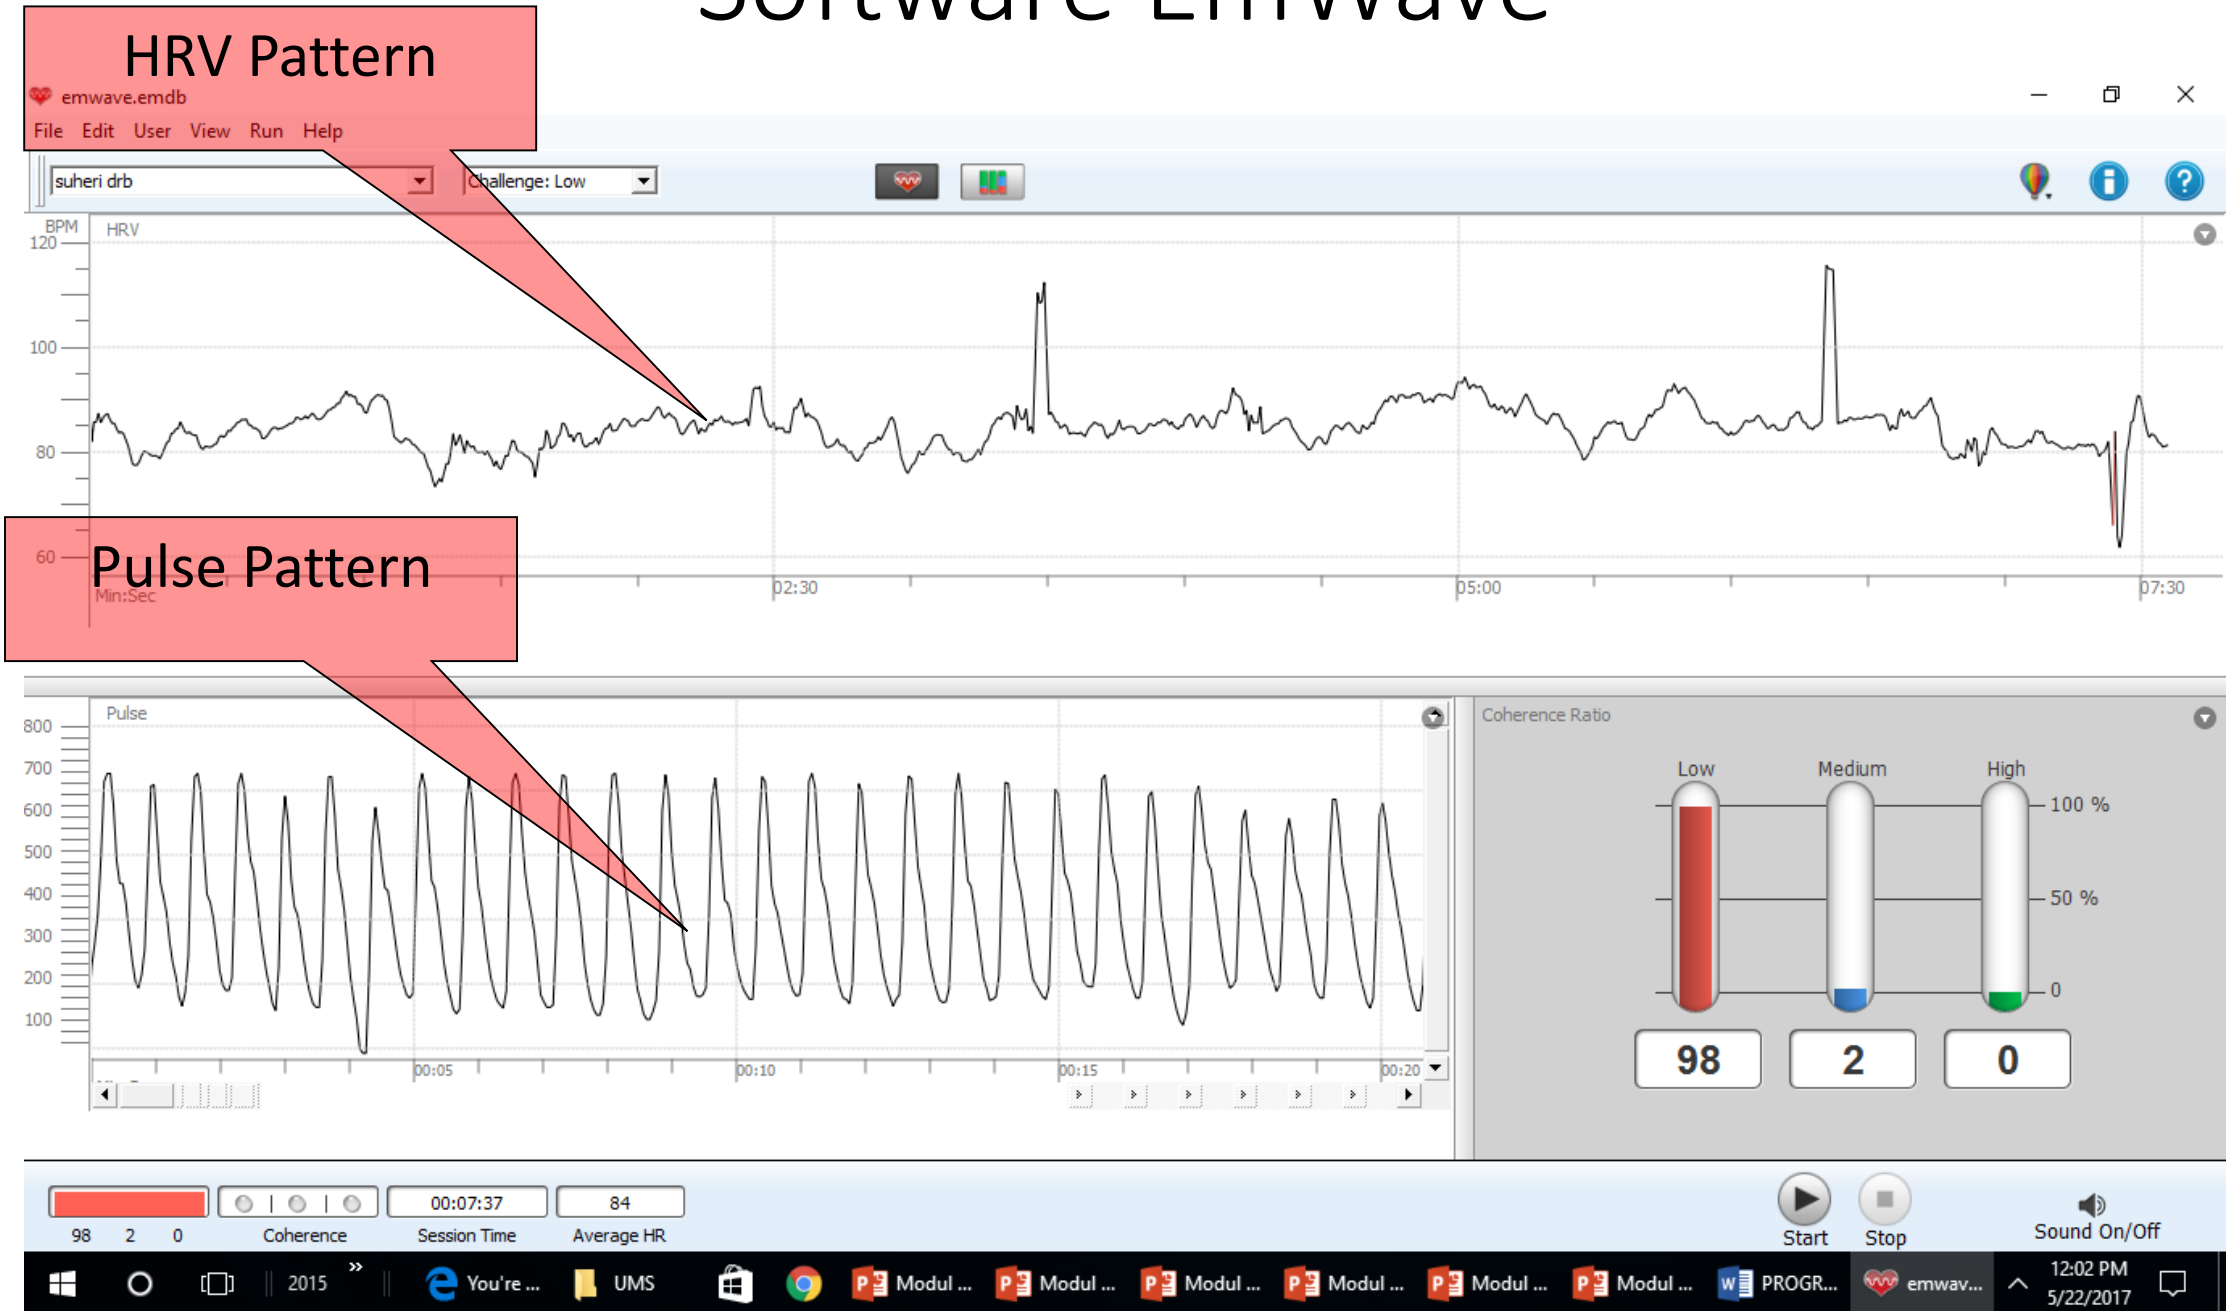 Software EmWave
HRV Pattern
emwave.emdb
File Edit User View Run Help
suheri drb
Challenge: Low
BPM
HRV
120
100
80
60
Pulse Pattern
Min:Sec
02:30
05:00
07:30
Pulse
800
700
600
500
400
300
200
100
00:05
00:10
00:15
00:20
Coherence Ratio
Low Medium High
100 %
50 %
0
98 2 0
00:07:37
84
98 2 0
Coherence
Session Time
Average HR
Start
Stop
Sound On/Off
2015
You're ...
UMS
Modul ...
Modul ...
Modul ...
Modul ...
Modul ...
Modul ...
PROGR...
emwav...
12:02 PM
5/22/2017